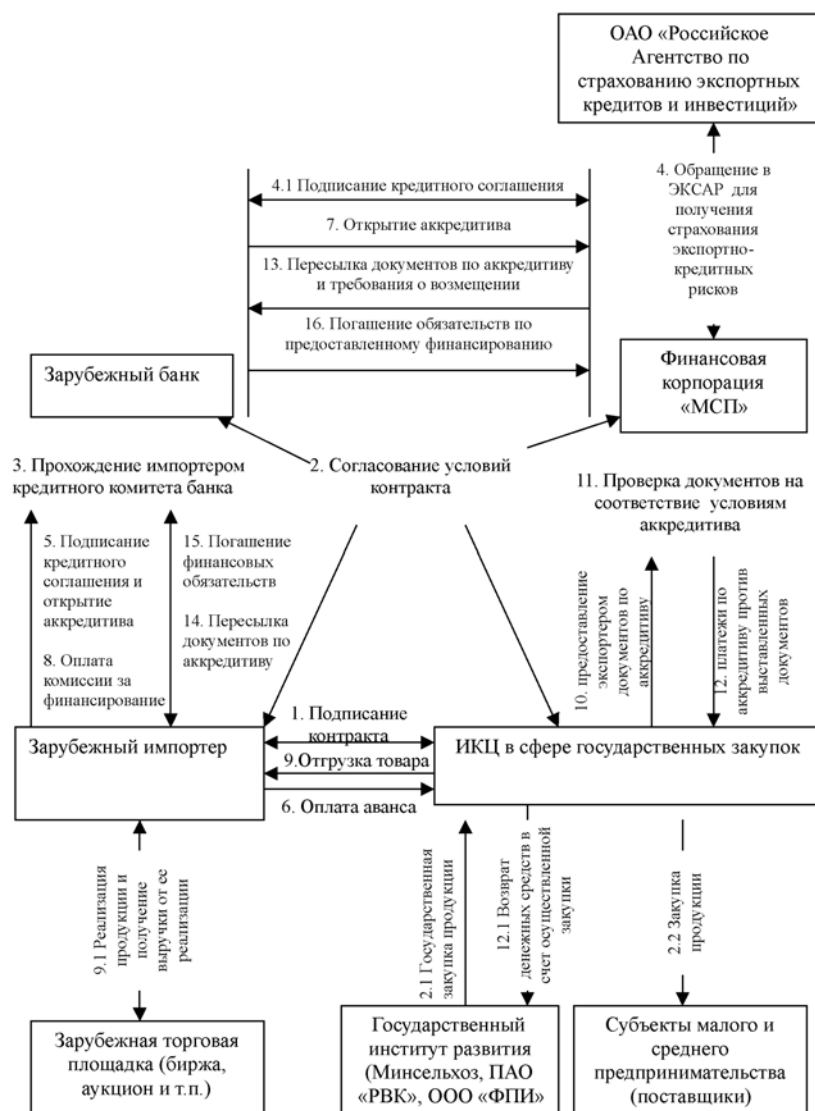 ОАО «Российское
Агентство по
страхованию экспортных
кредитов и инвестиций»
4. Обращение в
ЭКСАР для
получения
страхования
экспортно-
кредитных
рисков
4.1 Подписание кредитного соглашения
7. Открытие аккредитива
13. Пересылка документов по аккредитиву
и требования о возмещении
16. Погашение обязательств по
предоставленному финансированию
Зарубежный банк
Финансовая
корпорация
«МСП»
3. Прохождение импортером
кредитного комитета банка
2. Согласование условий
контракта
11. Проверка документов на
соответствие условиям
аккредитива
5. Подписание
кредитного
соглашения и
открытие
аккредитива
8. Оплата
комиссии за
финансирование
15. Погашение
финансовых
обязательств
14. Пересылка
документов по
аккредитиву
10. предоставление
экспортером
документов по
аккредитиву
12. платежи по
аккредитиву против
выставленных
документов
Зарубежный импортер
1. Подписание
контракта
9.Отгрузка товара
6. Оплата аванса
ИКЦ в сфере государственных закупок
9.1 Реализация
продукции и
получение
выручки от ее
реализации
2.1 Государственная
закупка продукции
12.1 Возврат
денежных средств в
счет осуществленной
закупки
2.2 Закупка
продукции
Зарубежная торговая
площадка (биржа,
аукцион и т.п.)
Государственный
институт развития
(Минсельхоз, ПАО
«РВК», ООО «ФПИ»
Субъекты малого и
среднего
предпринимательства
(поставщики)